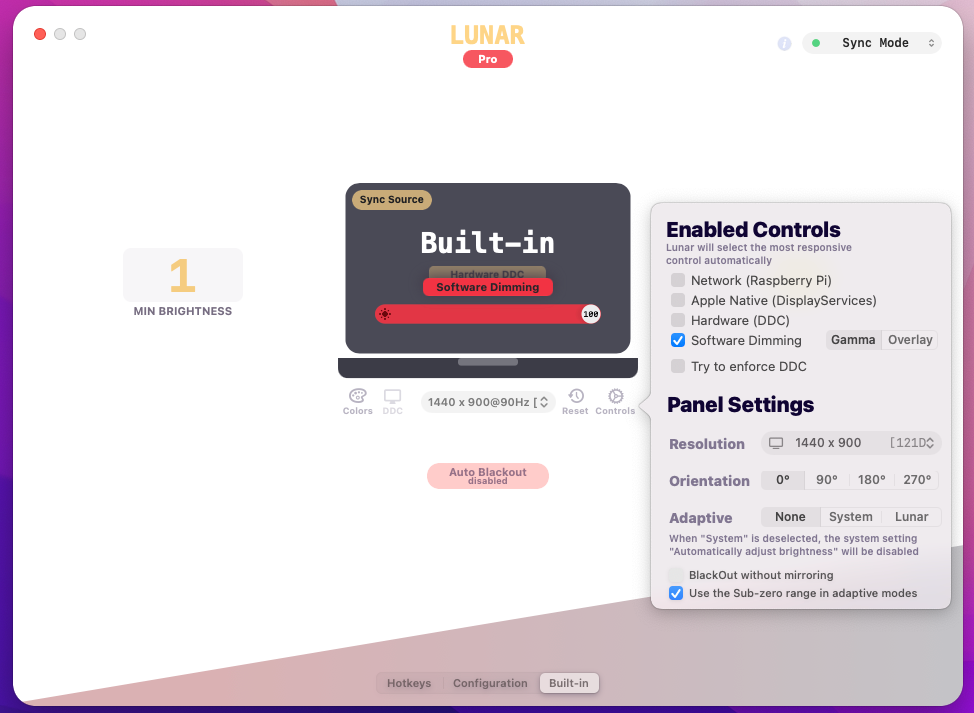 LUNAR
Pro
Sync Mode
Sync Source
Built-in
Hardware DDC
Software Dimming
100
1
MIN BRIGHTNESS
Colors
DDC
1440 x 900@90Hz [
Reset
Controls
Auto Blackout
disabled
Enabled Controls
Lunar will select the most responsive
control automatically
Network (Raspberry Pi)
Apple Native (DisplayServices)
Hardware (DDC)
Software Dimming
Gamma
Overlay
Try to enforce DDC
Panel Settings
Resolution
1440 x 900
[121D
Orientation
0°
90°
180°
270°
Adaptive
None
System
Lunar
When "System" is deselected, the system setting
"Automatically adjust brightness" will be disabled
BlackOut without mirroring
Use the Sub-zero range in adaptive modes
Hotkeys
Configuration
Built-in